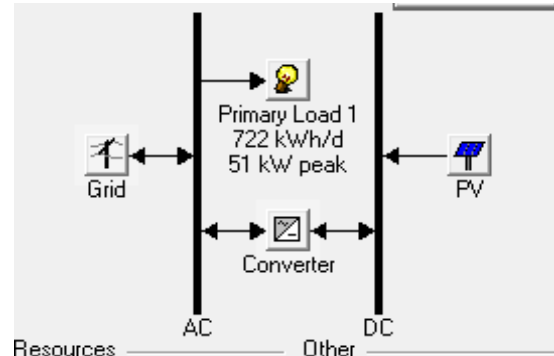 Primary Load 1
722 kWh/d
51 kW peak
Grid
PV
Converter
AC
DC
Resources
Other